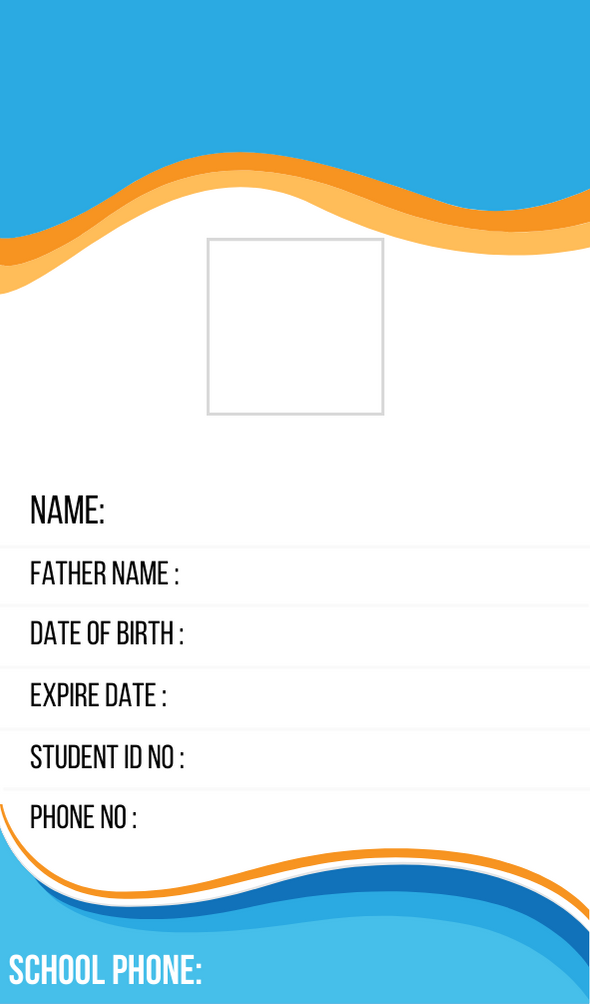 NAME:
FATHER NAME :
DATE OF BIRTH :
EXPIRE DATE :
STUDENT ID NO :
PHONE NO :
SCHOOL PHONE: